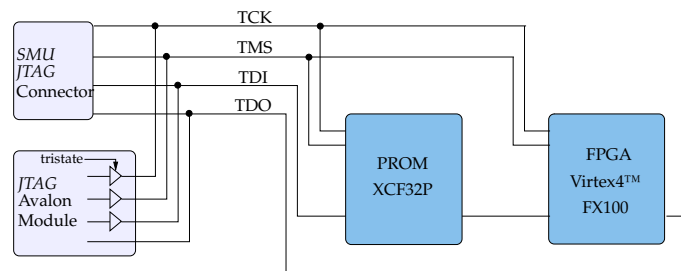 SMU
JTAG
Connector
TCK
TMS
TDI
TDO
tristate
JTAG
Avalon
Module
PROM
XCF32P
FPGA
Virtex4™
FX100